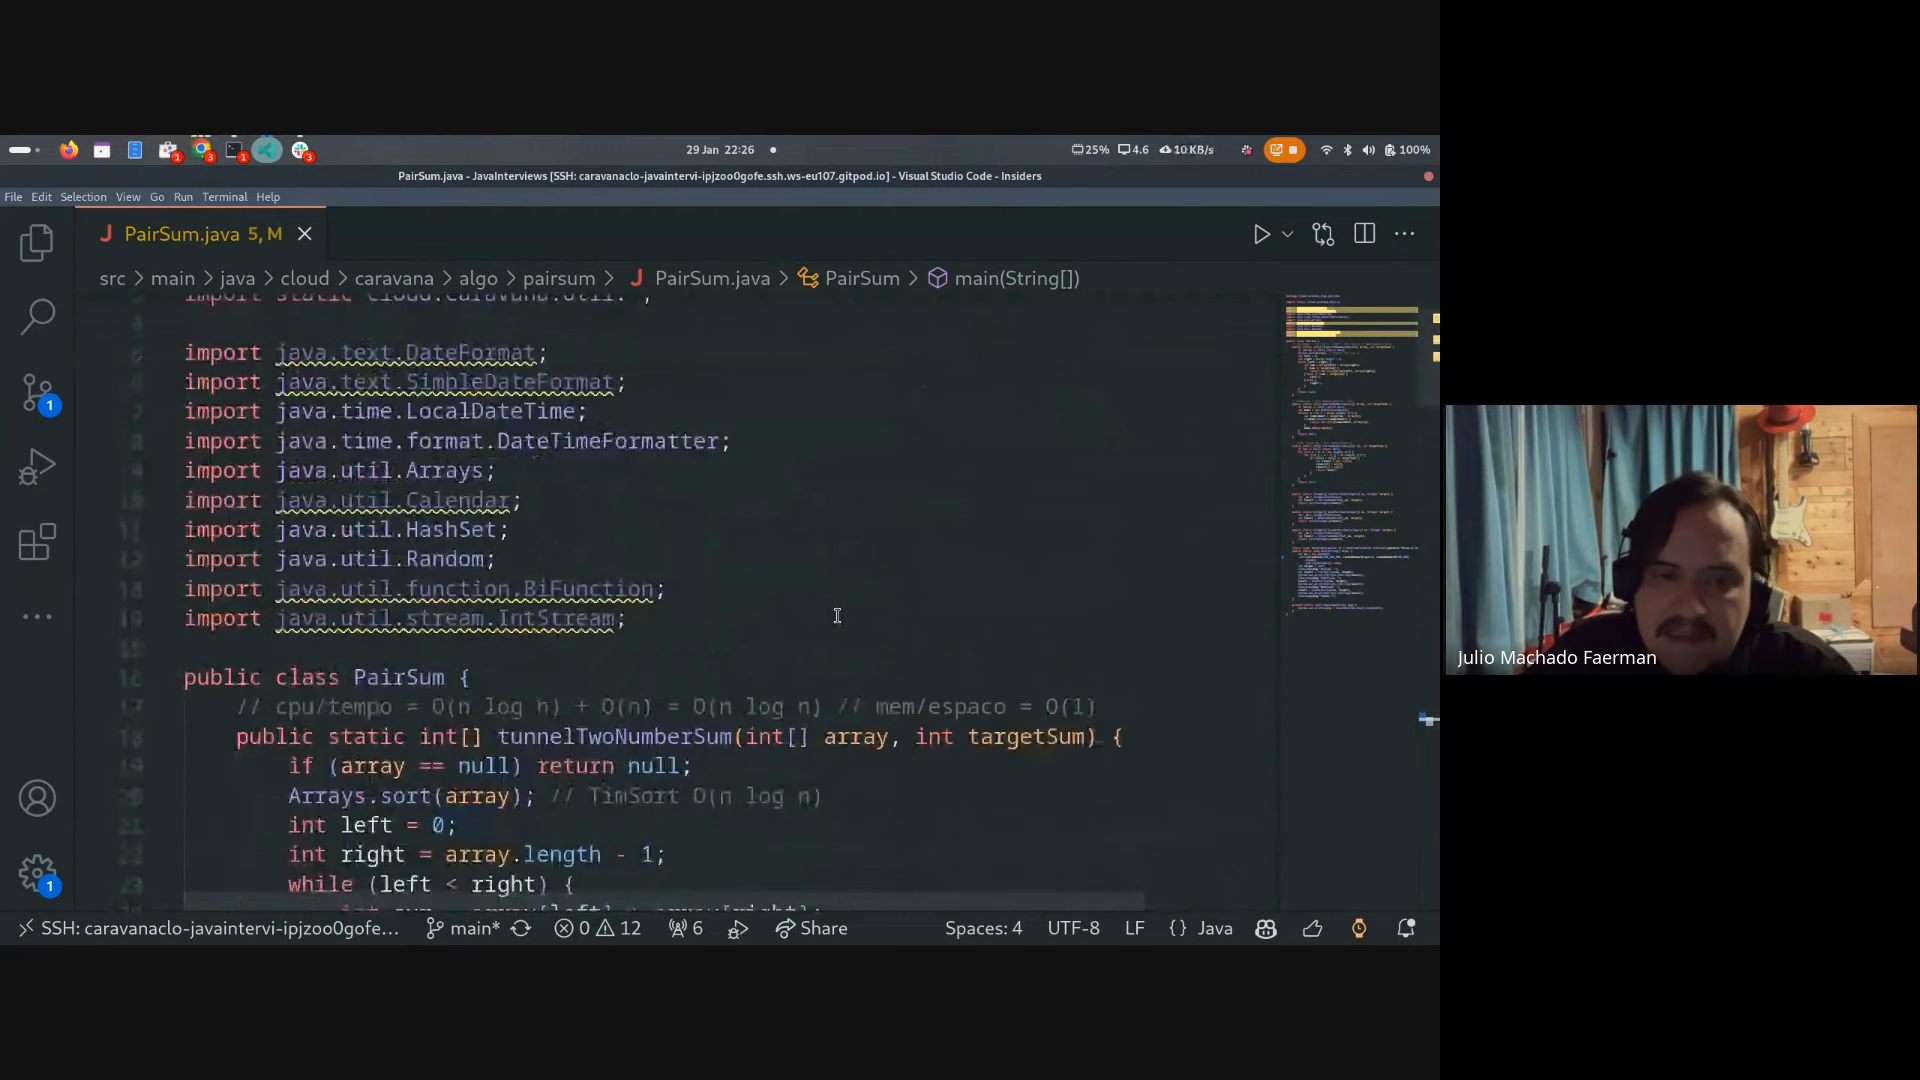 29 Jan 22:26
25%
4.6
10 KB/s
100%
PairSum.java - JavaInterviews [SSH: caravanaclo-javaintervi-ipjzoo0gofe.ssh.ws-eu107.gitpod.io] - Visual Studio Code - Insiders
File Edit Selection View Go Run Terminal Help
PairSum.java 5, M
src > main > java > cloud > caravana > algo > pairsum > PairSum.java > PairSum > main(String[])
import static cloud.caravana.Util.*;
import java.text.DateFormat;
import java.text.SimpleDateFormat;
import java.time.LocalDateTime;
import java.time.format.DateTimeFormatter;
import java.util.Arrays;
import java.util.Calendar;
import java.util.HashSet;
import java.util.Random;
import java.util.function.BiFunction;
import java.util.stream.IntStream;
public class PairSum {
// cpu/tempo = O(n log n) + O(n) = O(n log n) // mem/espaco = O(1)
public static int[] tunnelTwoNumberSum(int[] array, int targetSum) {
if (array == null) return null;
Arrays.sort(array); // TimSort O(n log n)
int left = 0;
int right = array.length - 1;
while (left < right) {
SSH: caravanaclo-javaintervi-ipjzoo0gofe... main* 0 12 6 Share Spaces: 4 UTF-8 LF {} Java
Julio Machado Faerman